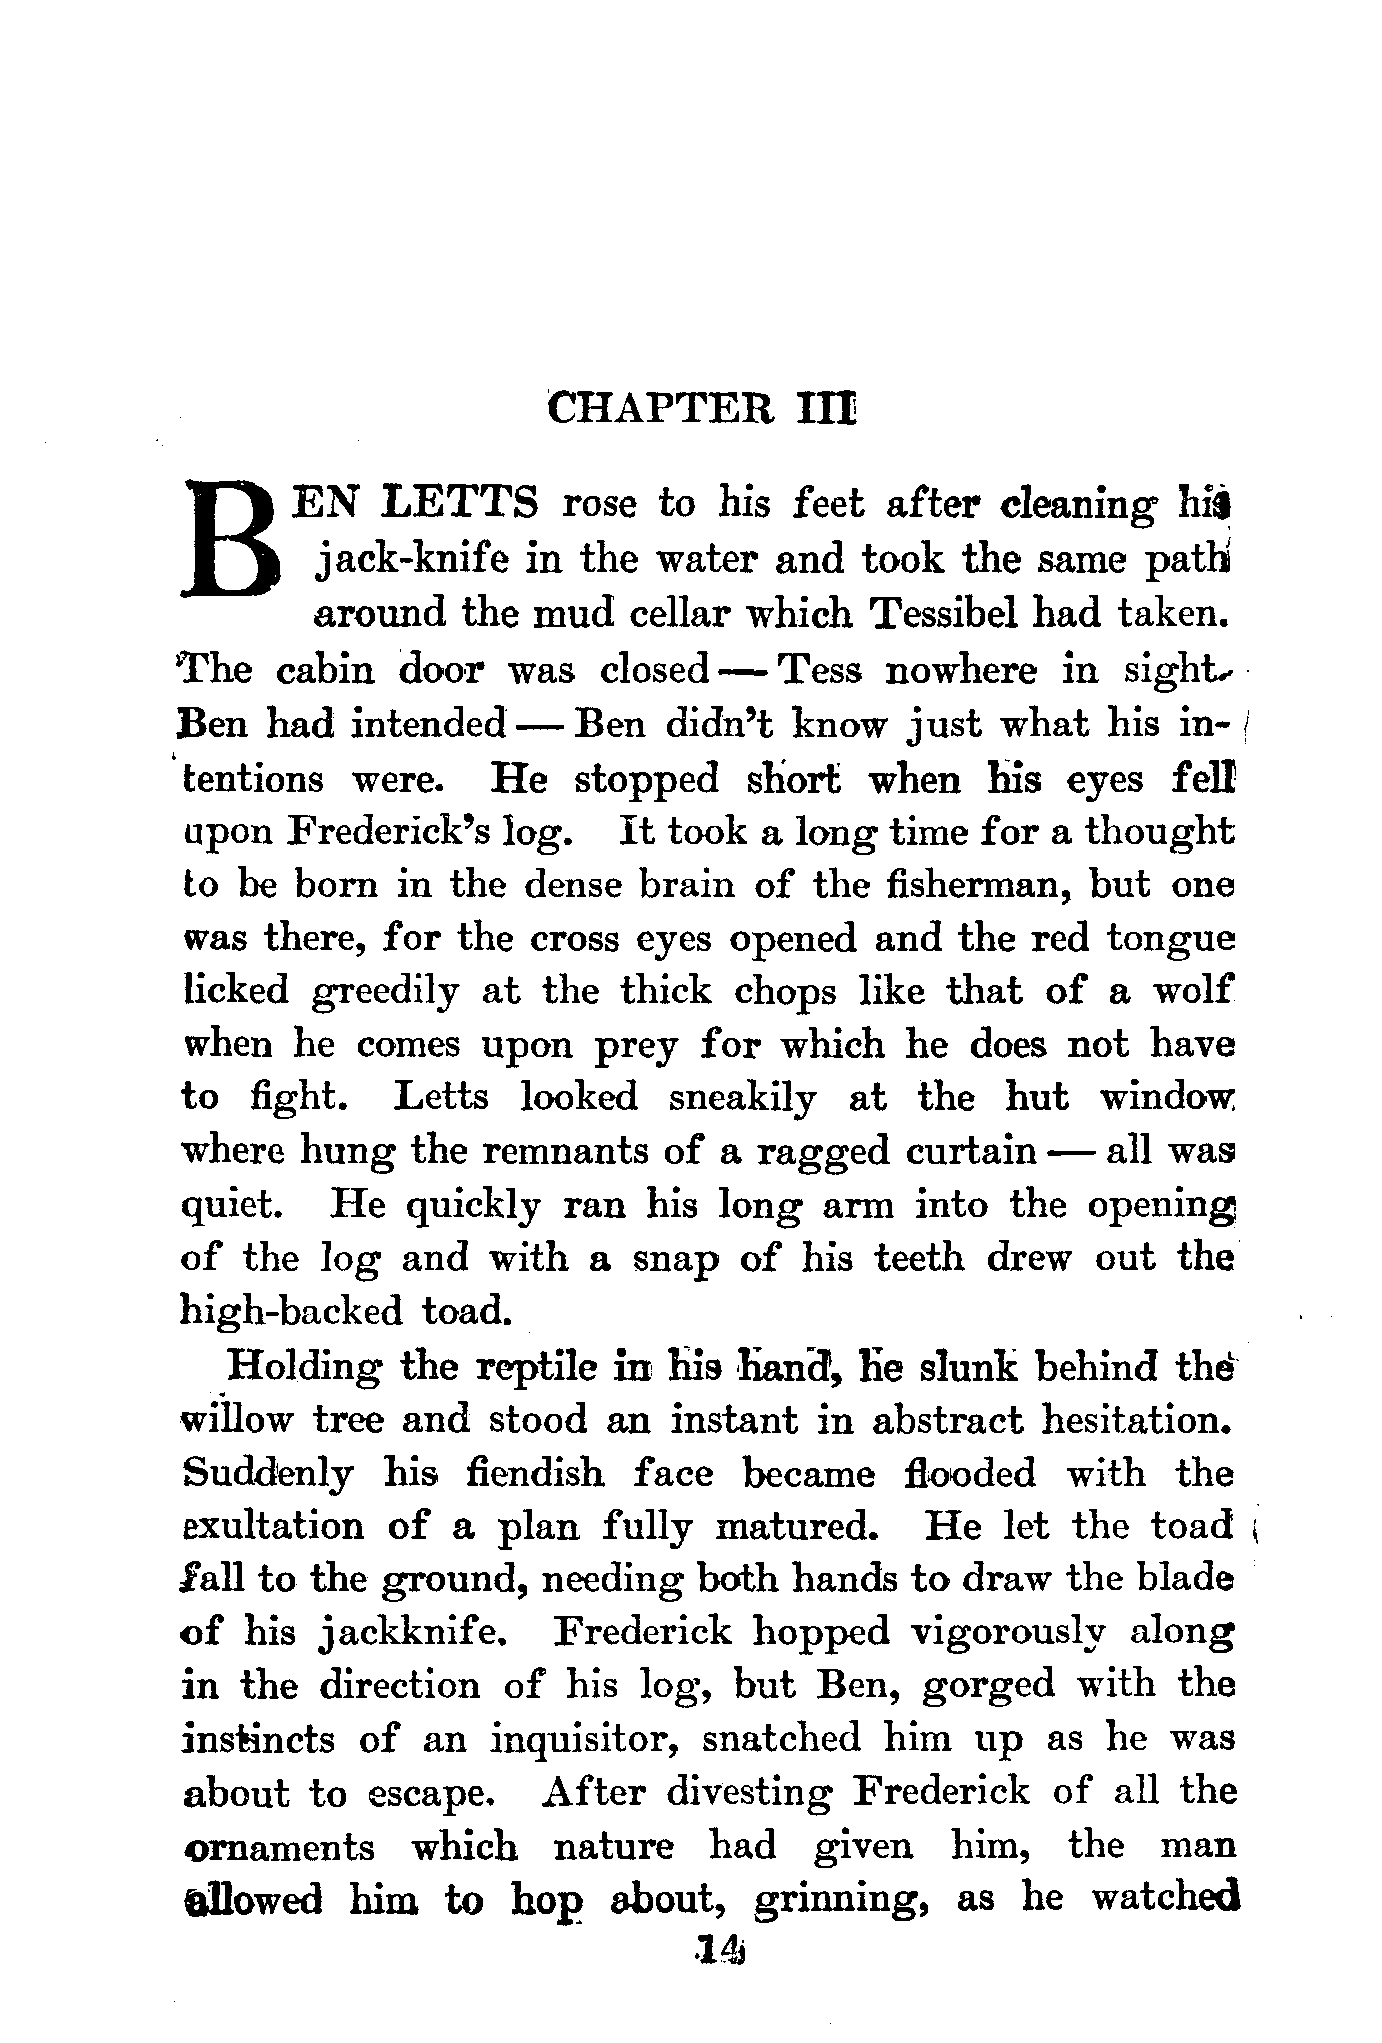 CHAPTER III
BEN LETTS rose to his feet after cleaning his
jack-knife in the water and took the same path
around the mud cellar which Tessibel had taken.
The cabin door was closed — Tess nowhere in sight.
Ben had intended — Ben didn't know just what his in-
tentions were. He stopped short when his eyes fell
upon Frederick's log. It took a long time for a thought
to be born in the dense brain of the fisherman, but one
was there, for the cross eyes opened and the red tongue
licked greedily at the thick chops like that of a wolf
when he comes upon prey for which he does not have
to fight. Letts looked sneakily at the hut window
where hung the remnants of a ragged curtain — all was
quiet. He quickly ran his long arm into the opening
of the log and with a snap of his teeth drew out the
high-backed toad.
Holding the reptile in his hand, he slunk behind the
willow tree and stood an instant in abstract hesitation.
Suddenly his fiendish face became flooded with the
exultation of a plan fully matured. He let the toad
fall to the ground, needing both hands to draw the blade
of his jackknife. Frederick hopped vigorously along
in the direction of his log, but Ben, gorged with the
instincts of an inquisitor, snatched him up as he was
about to escape. After divesting Frederick of all the
ornaments which nature had given him, the man
allowed him to hop about, grinning, as he watched
14